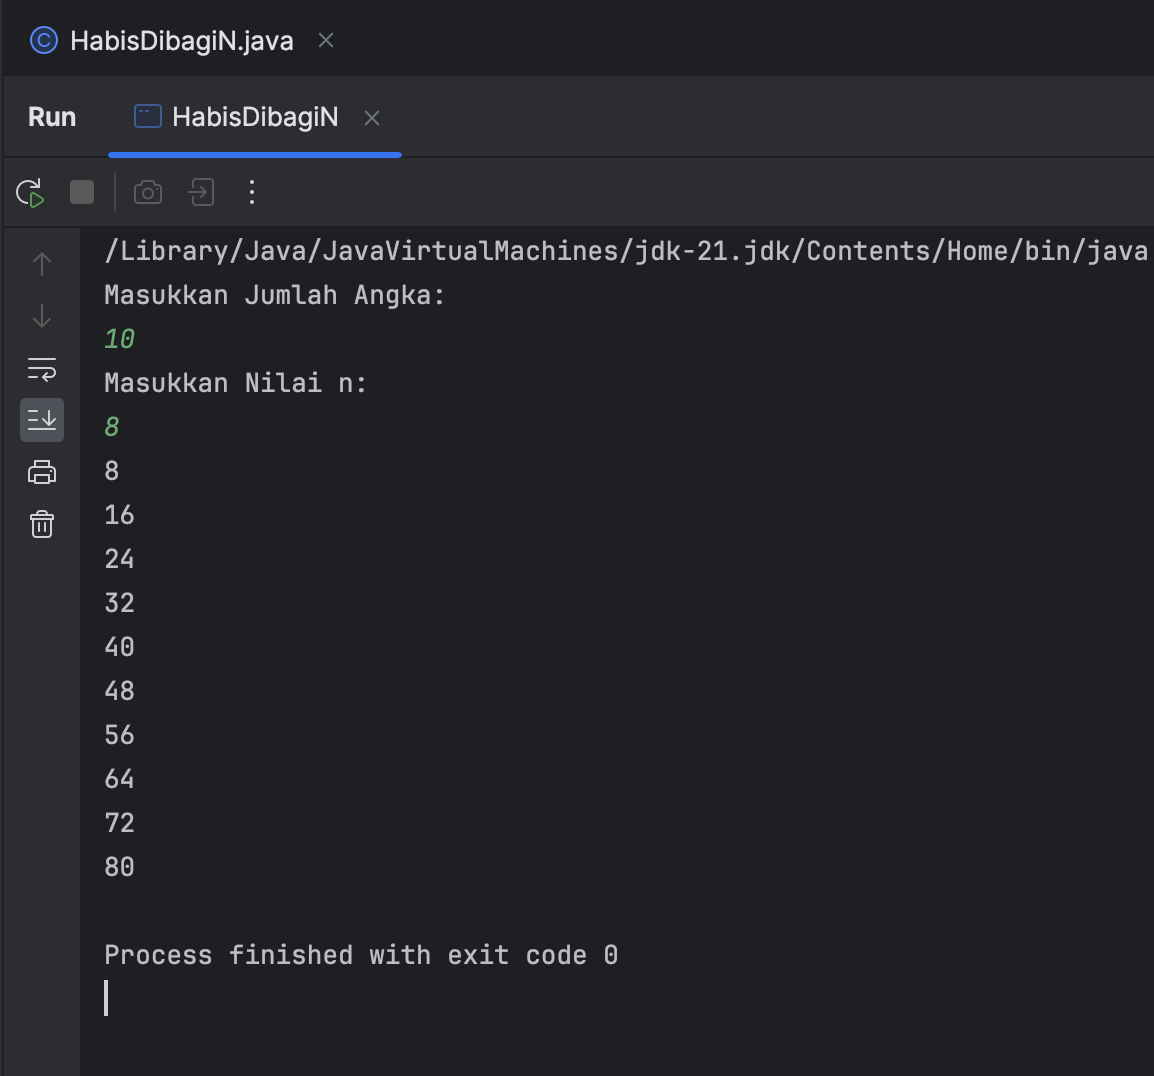 HabisDibagiN.java
Run HabisDibagiN
/Library/Java/JavaVirtualMachines/jdk-21.jdk/Contents/Home/bin/java
Masukkan Jumlah Angka:
10
Masukkan Nilai n:
8
8
16
24
32
40
48
56
64
72
80
Process finished with exit code 0